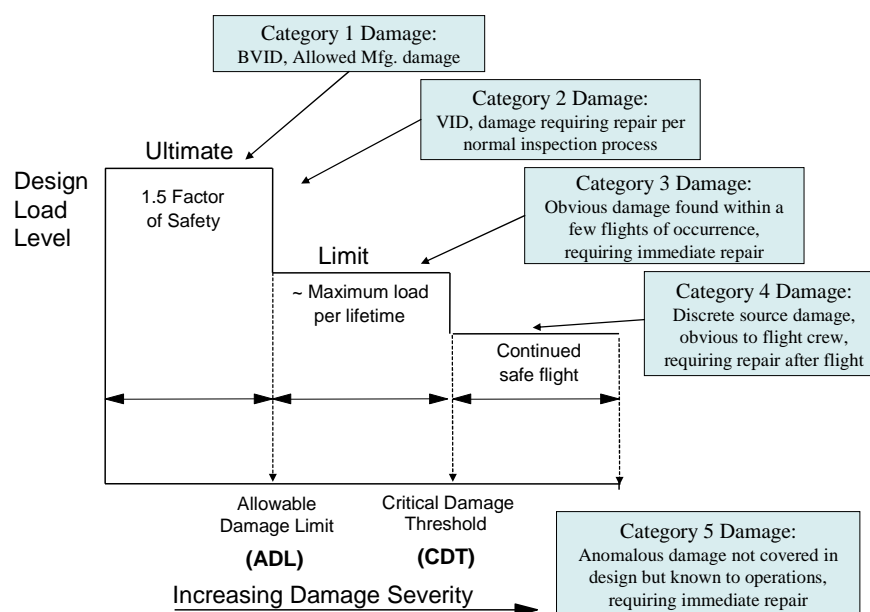 Category 1 Damage:
BVID, Allowed Mfg. damage
Category 2 Damage:
VID, damage requiring repair per
normal inspection process
Ultimate
Design
Load
Level
1.5 Factor
of Safety
Category 3 Damage:
Obvious damage found within a
few flights of occurrence,
requiring immediate repair
Limit
~ Maximum load
per lifetime
Category 4 Damage:
Discrete source damage,
obvious to flight crew,
requiring repair after flight
Continued
safe flight
Allowable
Damage Limit
(ADL)
Critical Damage
Threshold
(CDT)
Category 5 Damage:
Anomalous damage not covered in
design but known to operations,
requiring immediate repair
Increasing Damage Severity